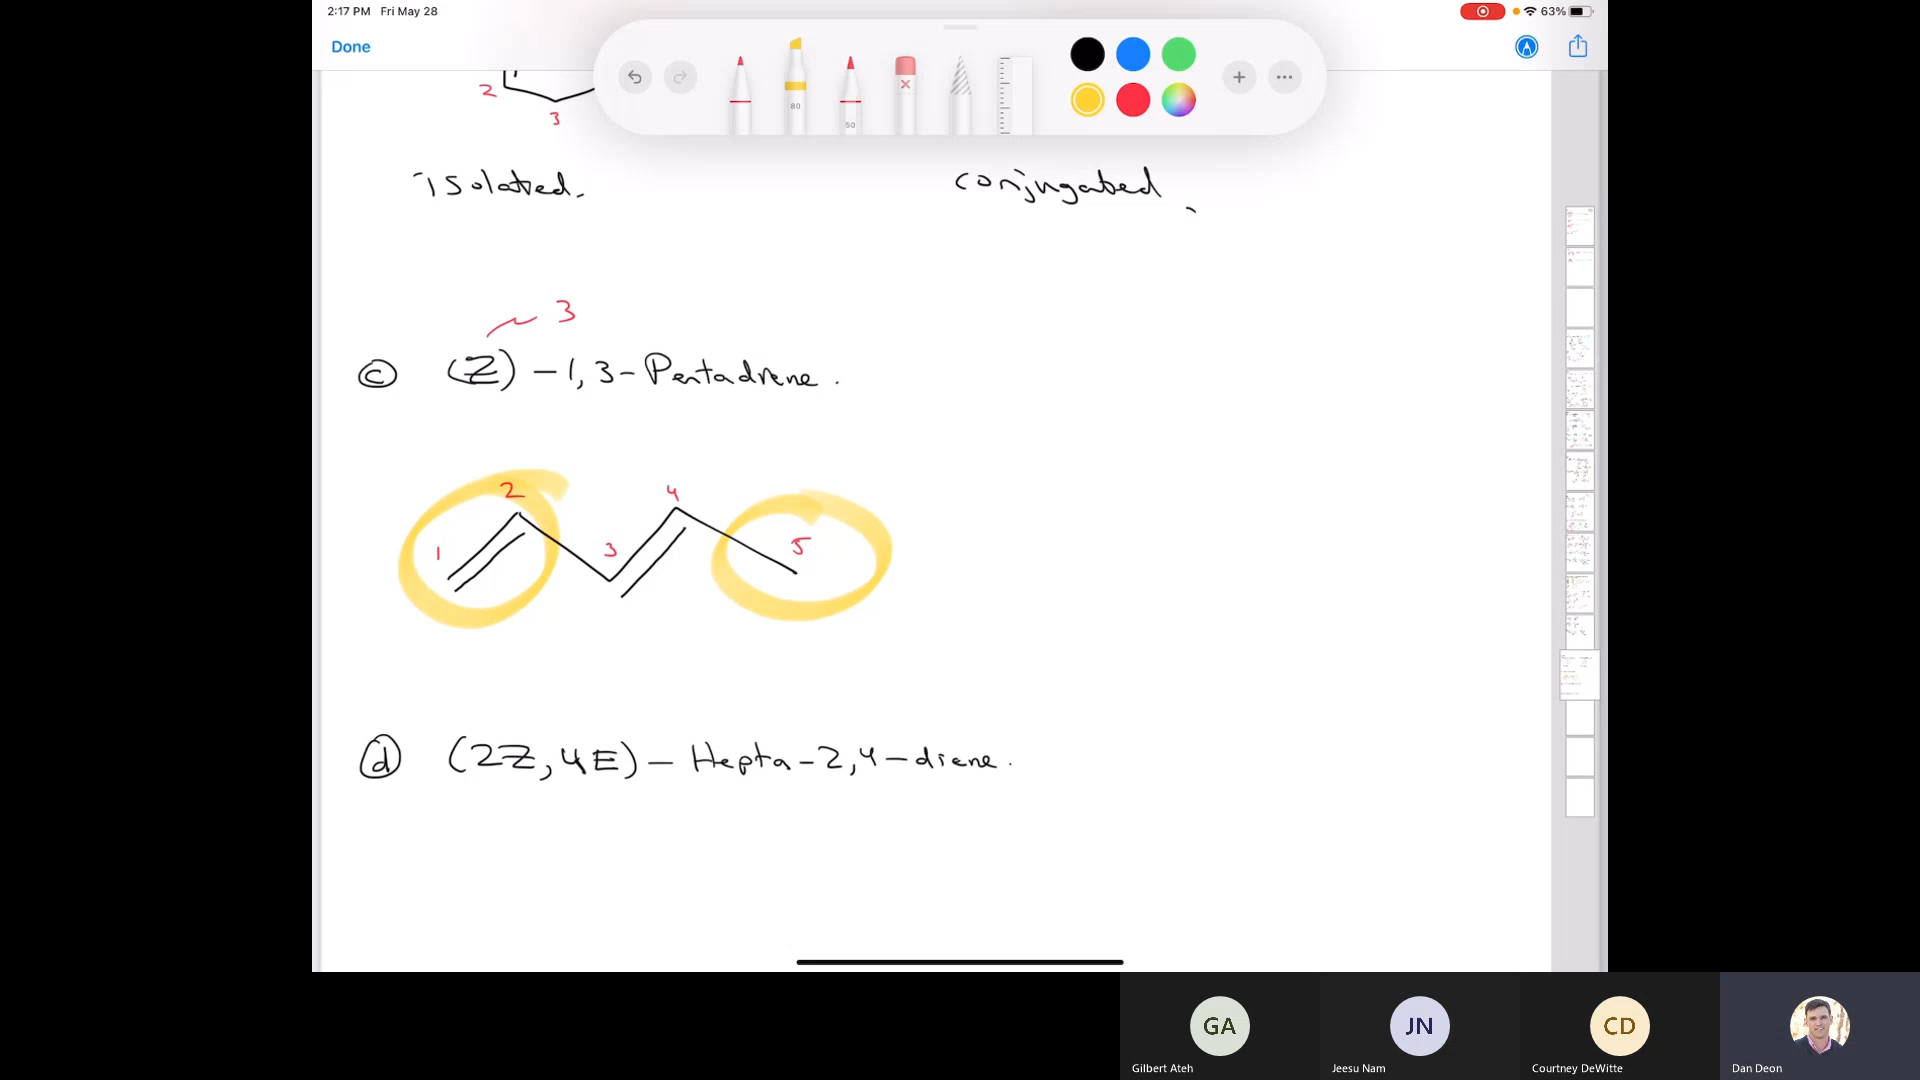 2:17 PM Fri May 28
63%
Done
80
50
2
3
isolated.
conjugated
3
c (Z) - 1,3 - Pentadiene.
2
4
1
3
5
d (2Z, 4E) - Hepta - 2,4 - diene.
GA
JN
CD
Gilbert Ateh
Jeesu Nam
Courtney DeWitte
Dan Deon